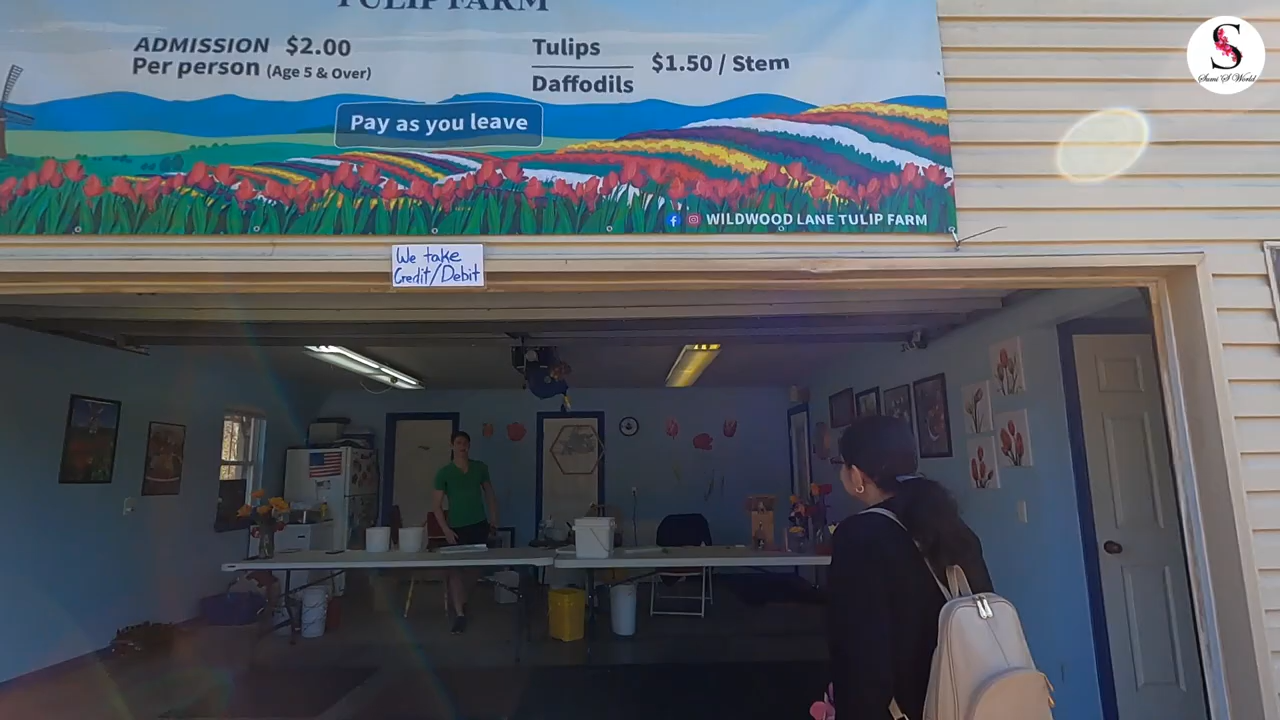 TULIP FARM
ADMISSION $2.00
Per person (Age 5 & Over)
Tulips
Daffodils
$1.50 / Stem
Pay as you leave
WILDWOOD LANE TULIP FARM
We take
Credit/Debit
S
Sumi S World